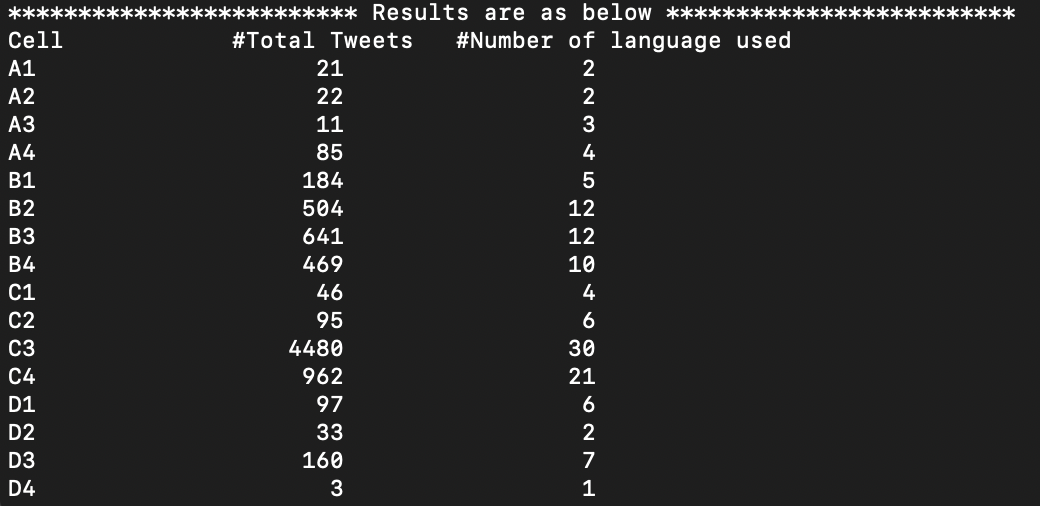 ************************* Results are as below *************************
Cell            #Total Tweets   #Number of language used
A1                    21                 2
A2                    22                 2
A3                    11                 3
A4                    85                 4
B1                   184                 5
B2                   504                12
B3                   641                12
B4                   469                10
C1                    46                 4
C2                    95                 6
C3                  4480                30
C4                   962                21
D1                    97                 6
D2                    33                 2
D3                   160                 7
D4                     3                 1